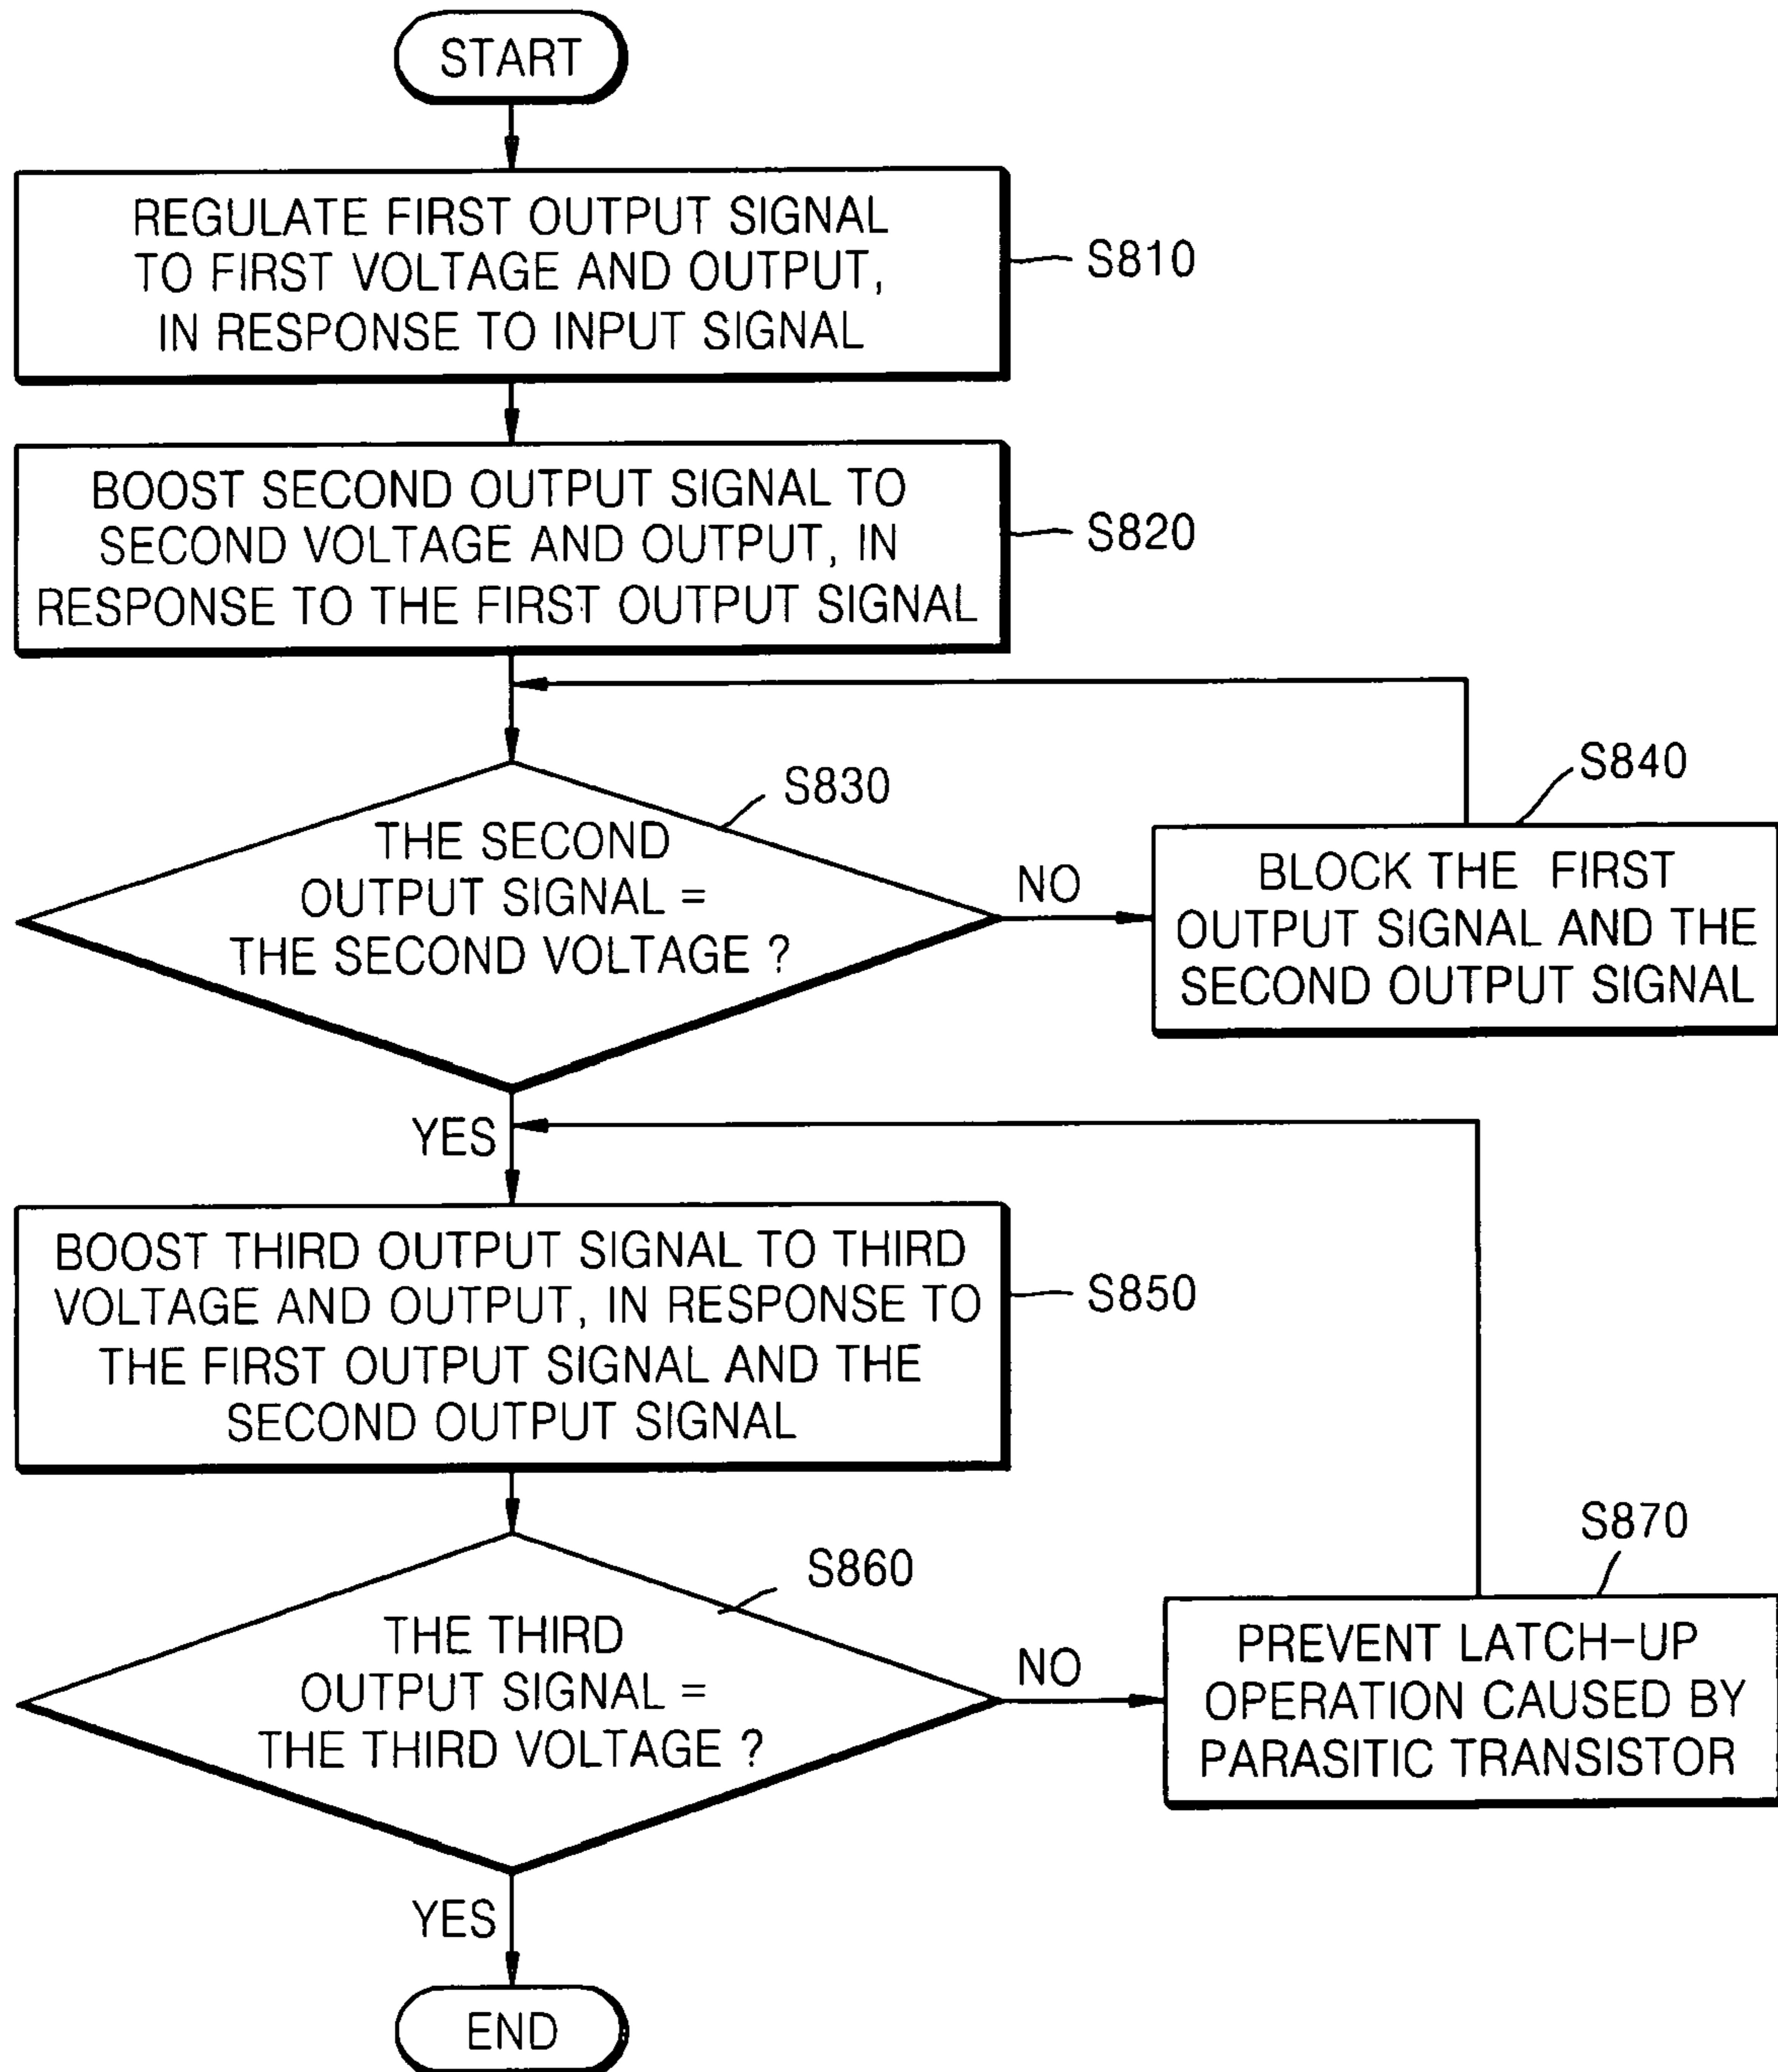 START
REGULATE FIRST OUTPUT SIGNAL
TO FIRST VOLTAGE AND OUTPUT,
IN RESPONSE TO INPUT SIGNAL
S810
BOOST SECOND OUTPUT SIGNAL TO
SECOND VOLTAGE AND OUTPUT, IN
RESPONSE TO THE FIRST OUTPUT SIGNAL
S820
S830
THE SECOND
OUTPUT SIGNAL =
THE SECOND VOLTAGE ?
NO
S840
BLOCK THE FIRST
OUTPUT SIGNAL AND THE
SECOND OUTPUT SIGNAL
YES
BOOST THIRD OUTPUT SIGNAL TO THIRD
VOLTAGE AND OUTPUT, IN RESPONSE TO
THE FIRST OUTPUT SIGNAL AND THE
SECOND OUTPUT SIGNAL
S850
S860
THE THIRD
OUTPUT SIGNAL =
THE THIRD VOLTAGE ?
NO
S870
PREVENT LATCH-UP
OPERATION CAUSED BY
PARASITIC TRANSISTOR
YES
END